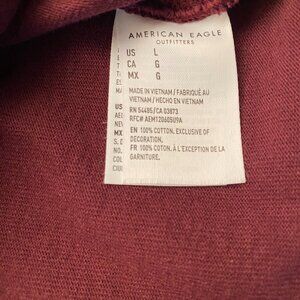 AMERICAN EAGLE
OUTFITTERS
US L
CA G
MX G
MADE IN VIETNAM / FABRIQUÉ AU
VIETNAM / HECHO EN VIETNAM
RN 54485/CA 03873
RFC# AEM1206059U9A
EN 100% COTTON, EXCLUSIVE OF
DECORATION.
FR 100% COTON, À L'EXCEPTION DE LA
GARNITURE.